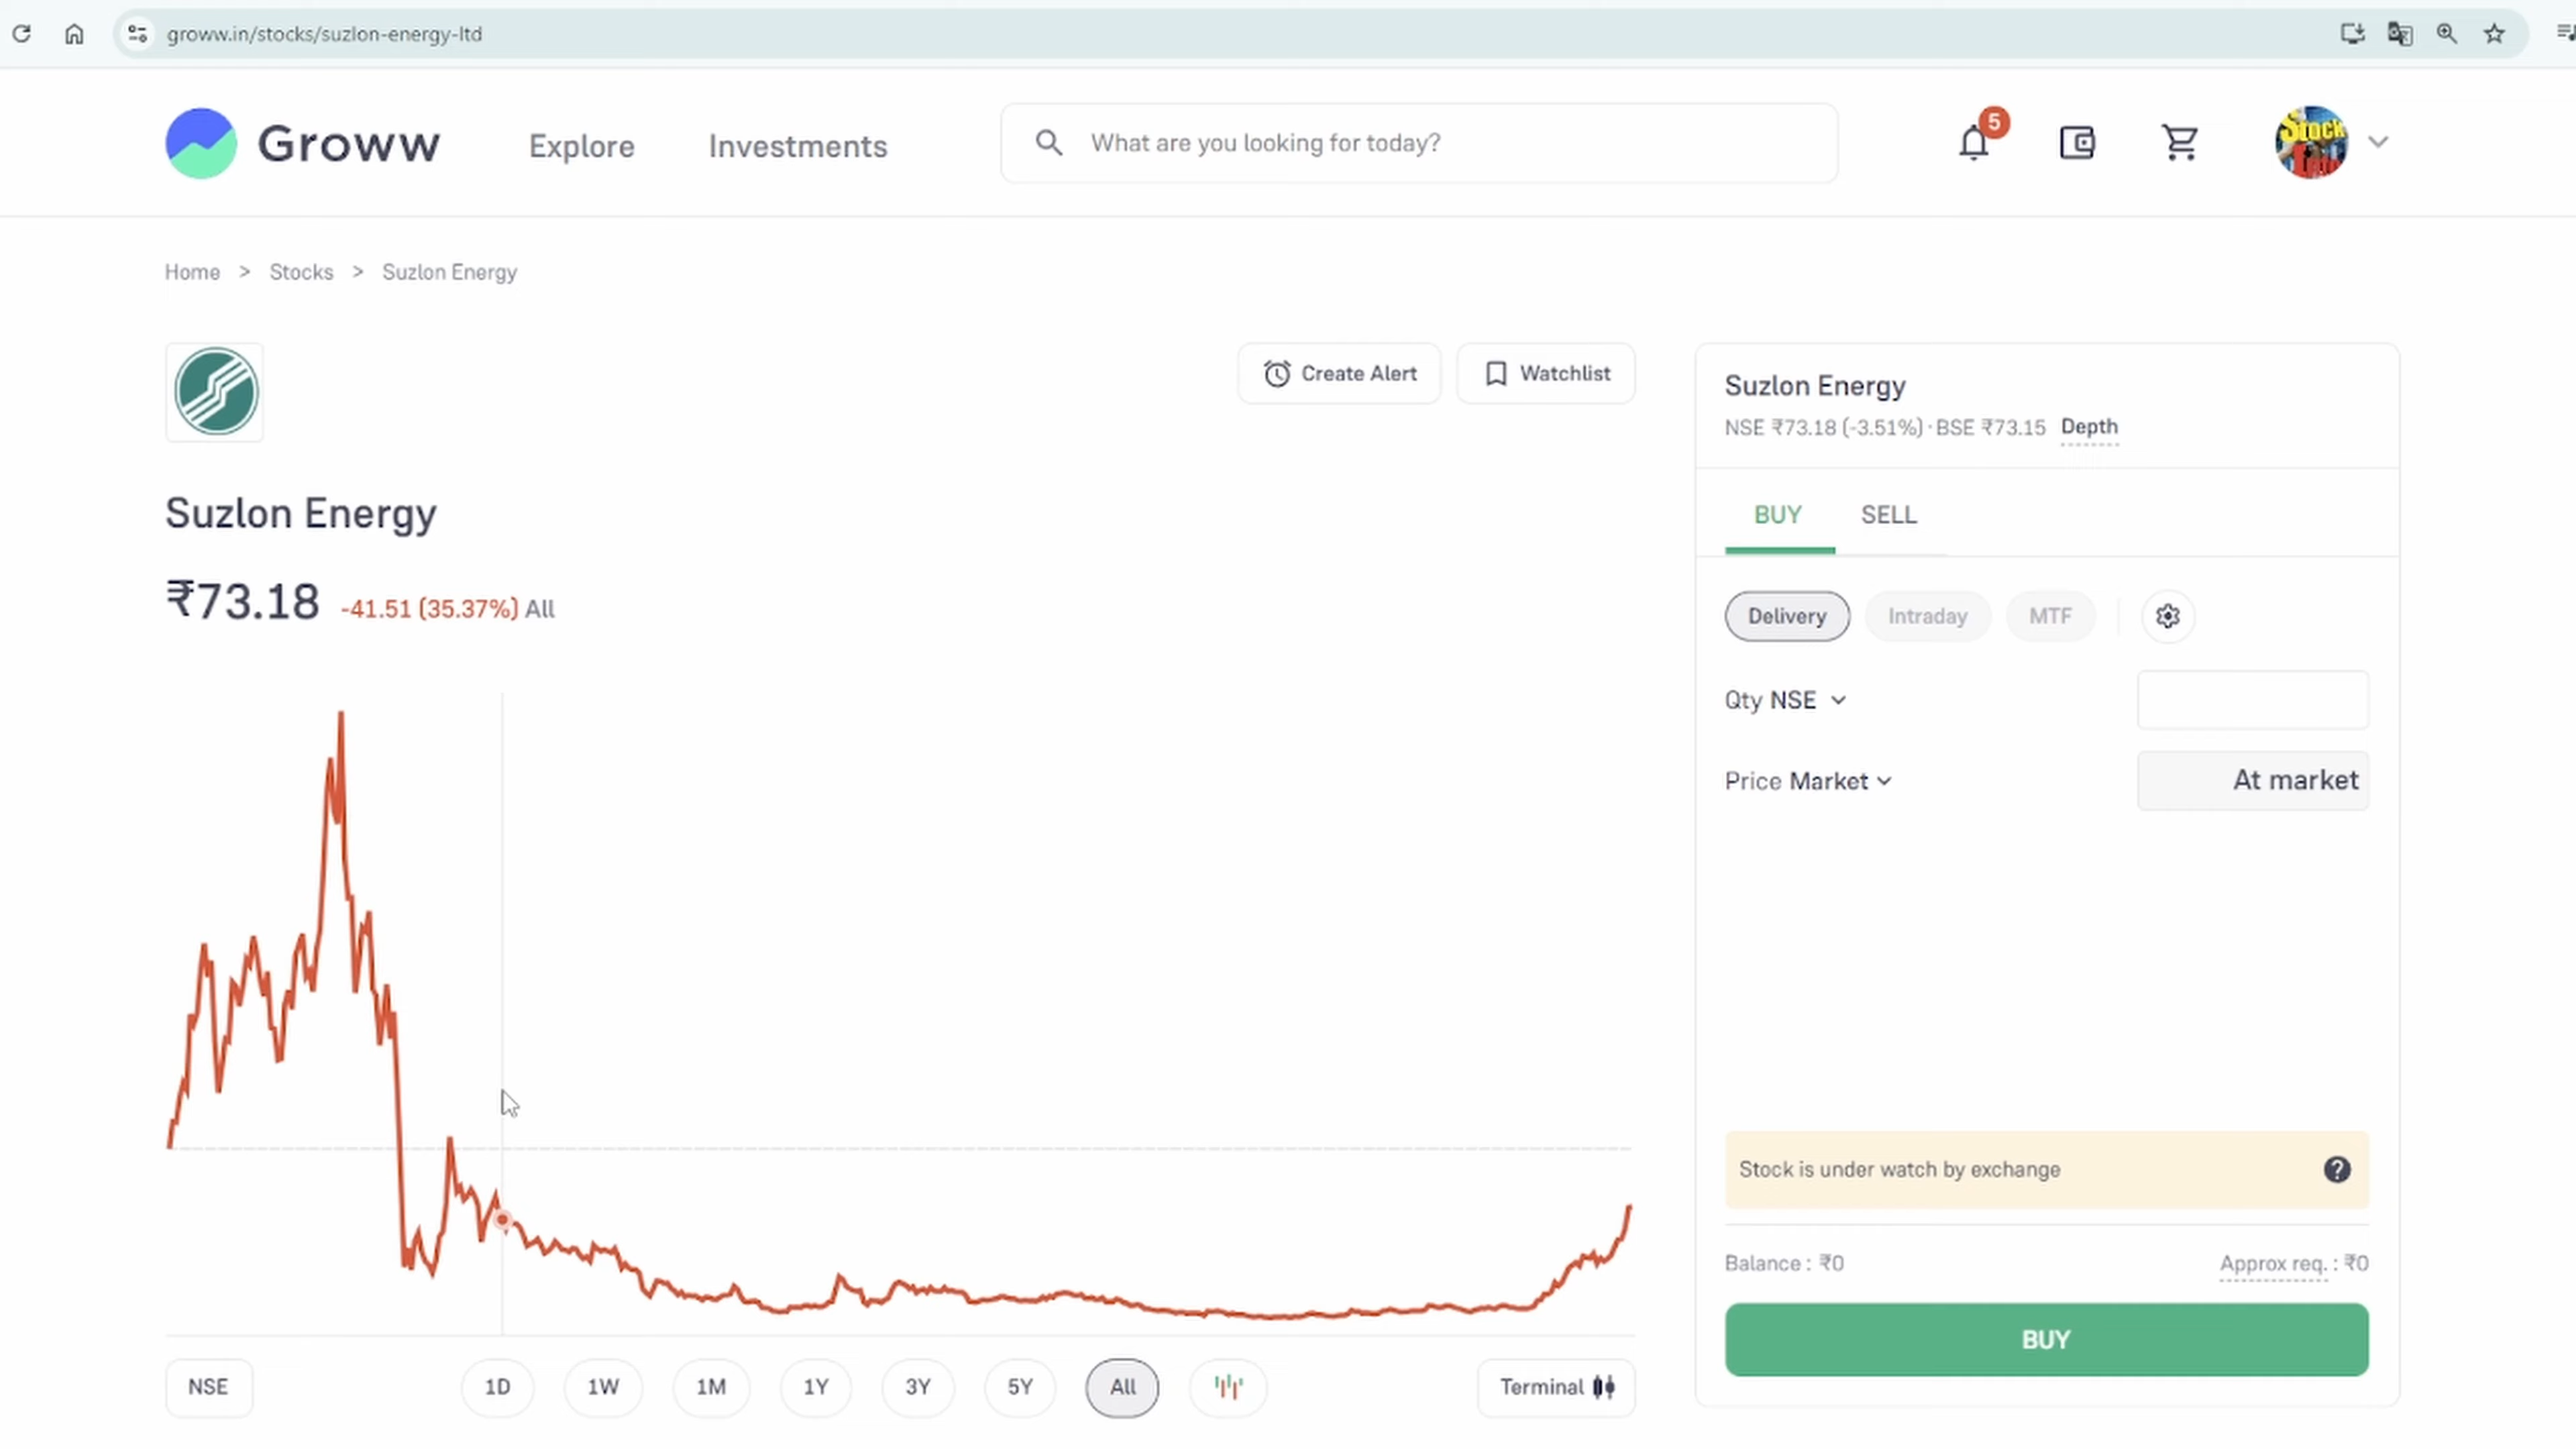 groww.in/stocks/suzlon-energy-ltd
Groww
Explore
Investments
What are you looking for today?
5
Stock
Home > Stocks > Suzlon Energy
Create Alert
Watchlist
Suzlon Energy
₹73.18 -41.51 (35.37%) All
NSE
1D
1W
1M
1Y
3Y
5Y
All
Terminal
Suzlon Energy
NSE ₹73.18 (-3.51%) · BSE ₹73.15 Depth
BUY
SELL
Delivery
Intraday
MTF
Qty NSE
Price Market
At market
Stock is under watch by exchange
Balance : ₹0
Approx req. : ₹0
BUY